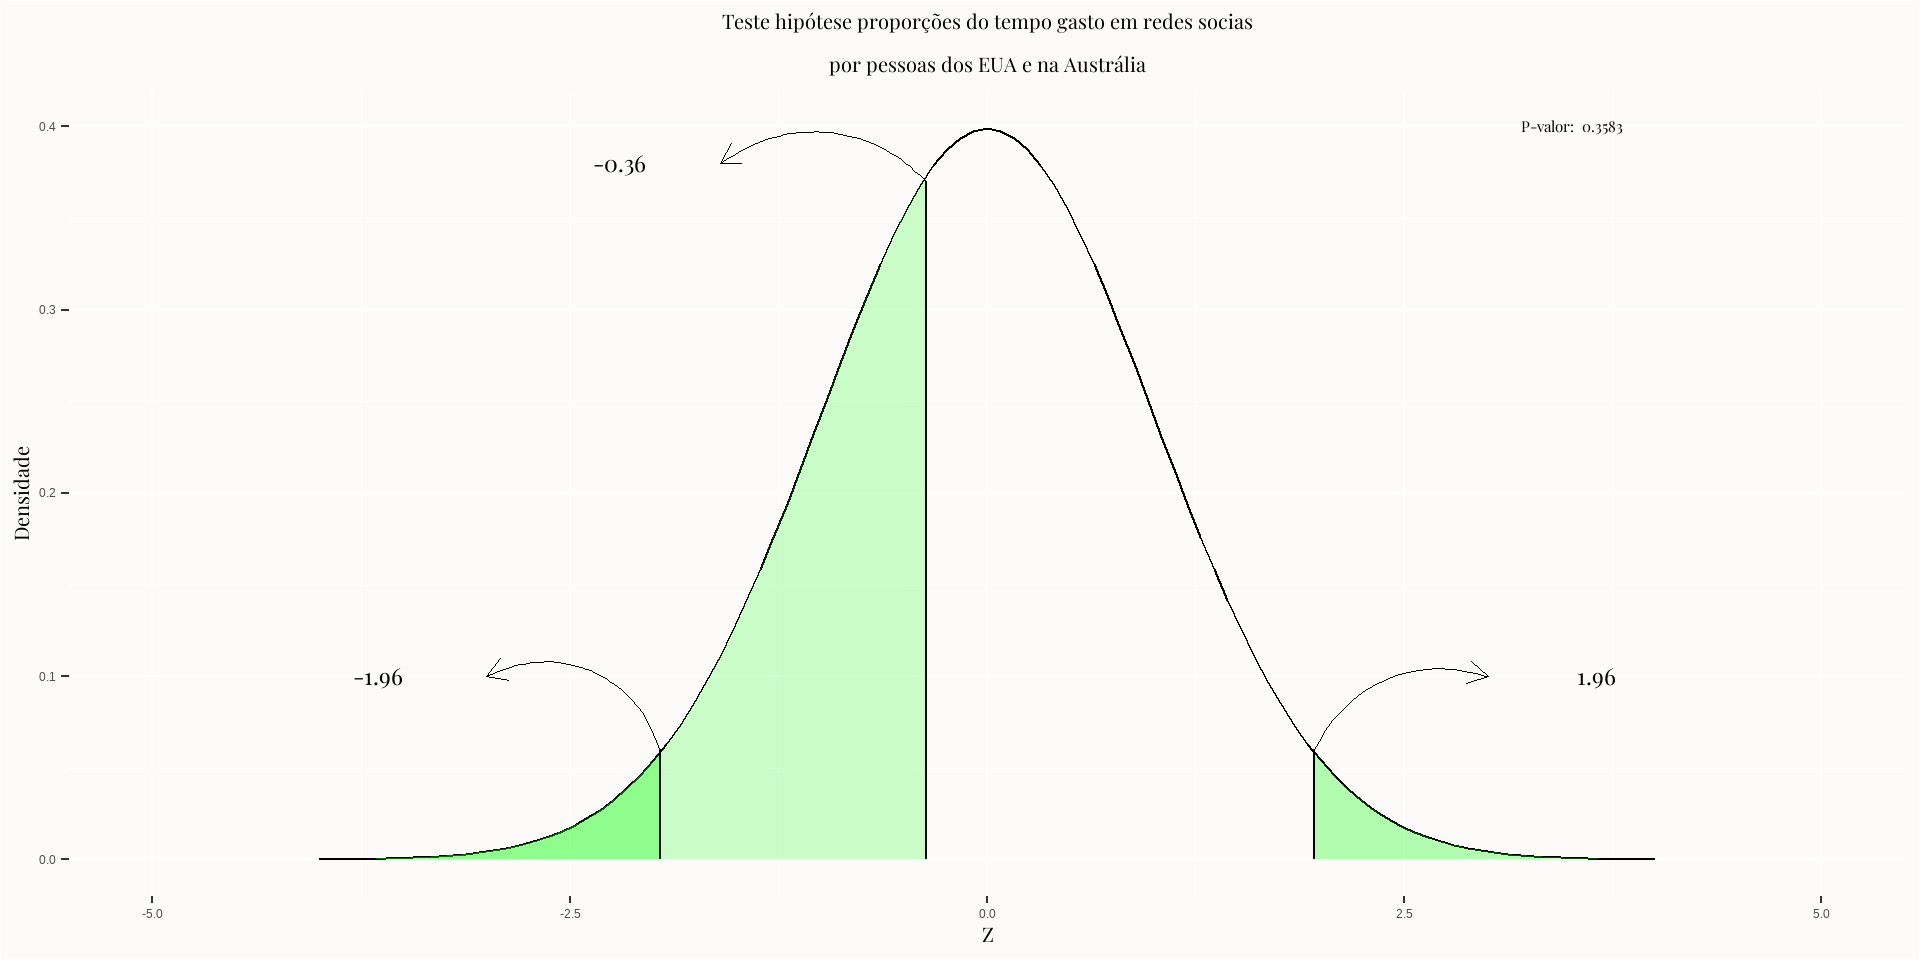 Teste hipótese proporções do tempo gasto em redes socias
por pessoas dos EUA e na Austrália
0.4
P-valor: 0.3583
-0.36
0.3
Densidade
0.2
0.1
-1.96
1.96
0.0
-5.0
-2.5
0.0
2.5
5.0
Z